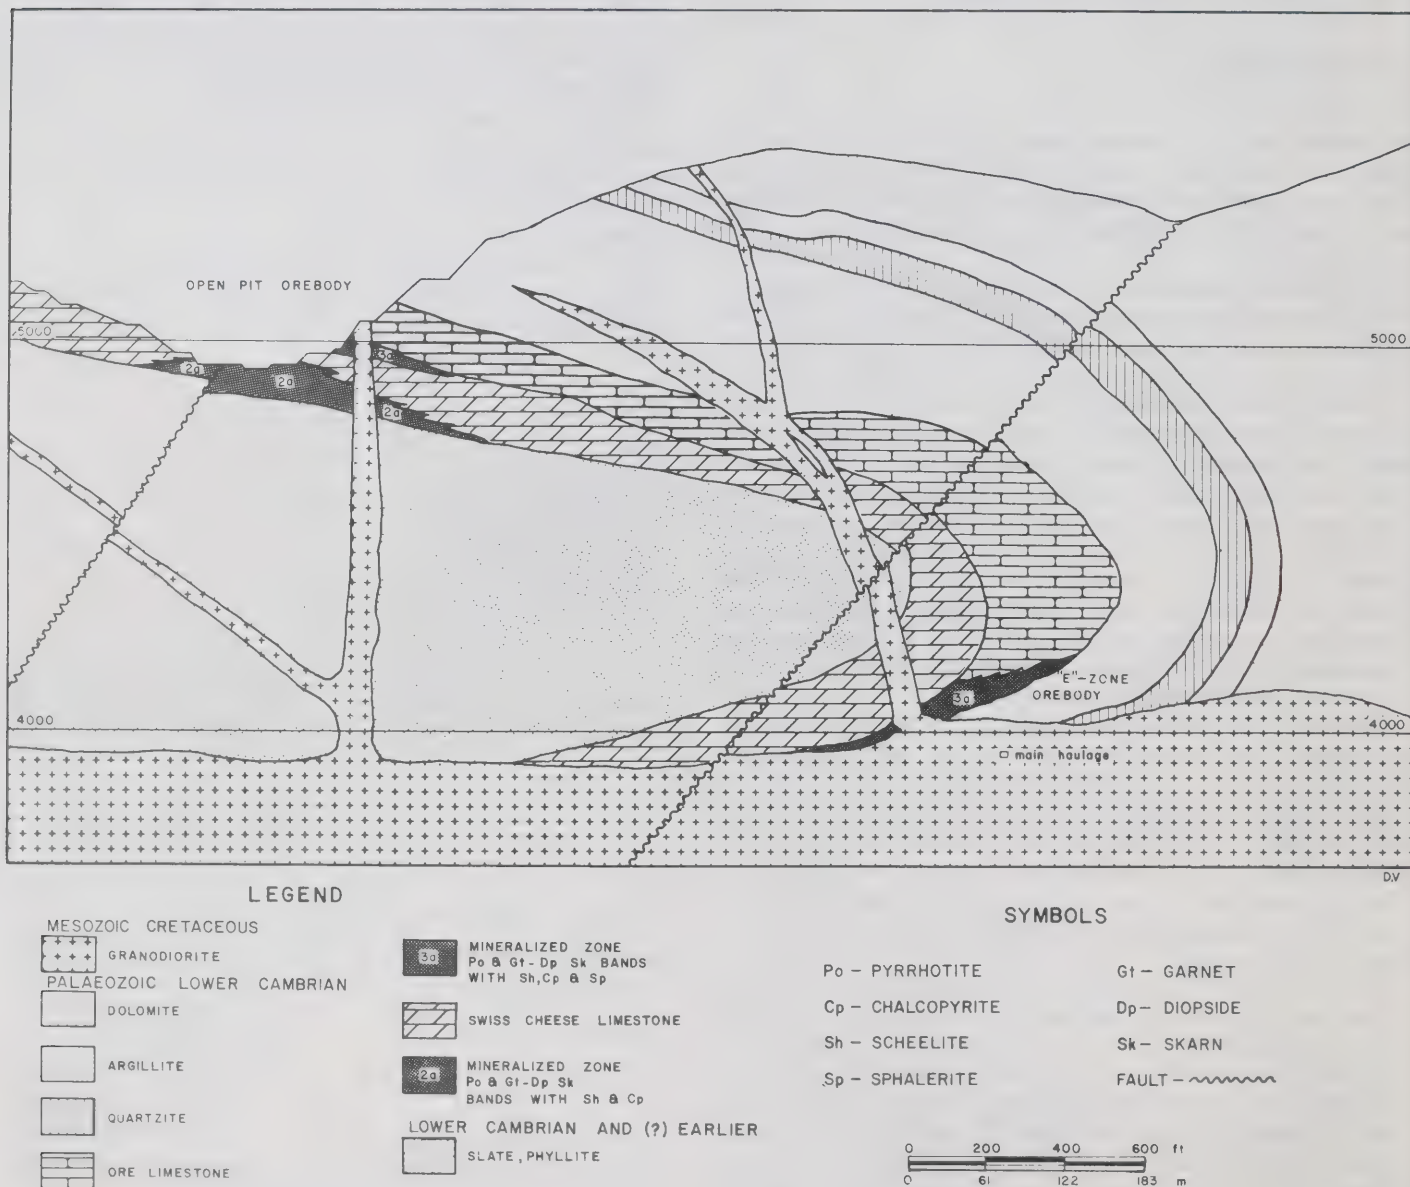 OPEN PIT OREBODY
5000
5000
3a
2a
2a
2a
"E"-ZONE
OREBODY
3a
4000
4000
main haulage
D.V
LEGEND
MESOZOIC CRETACEOUS
GRANODIORITE
PALAEOZOIC LOWER CAMBRIAN
DOLOMITE
ARGILLITE
QUARTZITE
ORE LIMESTONE
3a
MINERALIZED ZONE
Po & Gt-Dp Sk BANDS
WITH Sh, Cp & Sp
SWISS CHEESE LIMESTONE
2a
MINERALIZED ZONE
Po & Gt-Dp Sk
BANDS WITH Sh & Cp
LOWER CAMBRIAN AND (?) EARLIER
SLATE, PHYLLITE
SYMBOLS
Po – PYRRHOTITE
Cp – CHALCOPYRITE
Sh – SCHEELITE
Sp – SPHALERITE
Gt – GARNET
Dp – DIOPSIDE
Sk – SKARN
FAULT –
0 200 400 600 ft
0 61 122 183 m